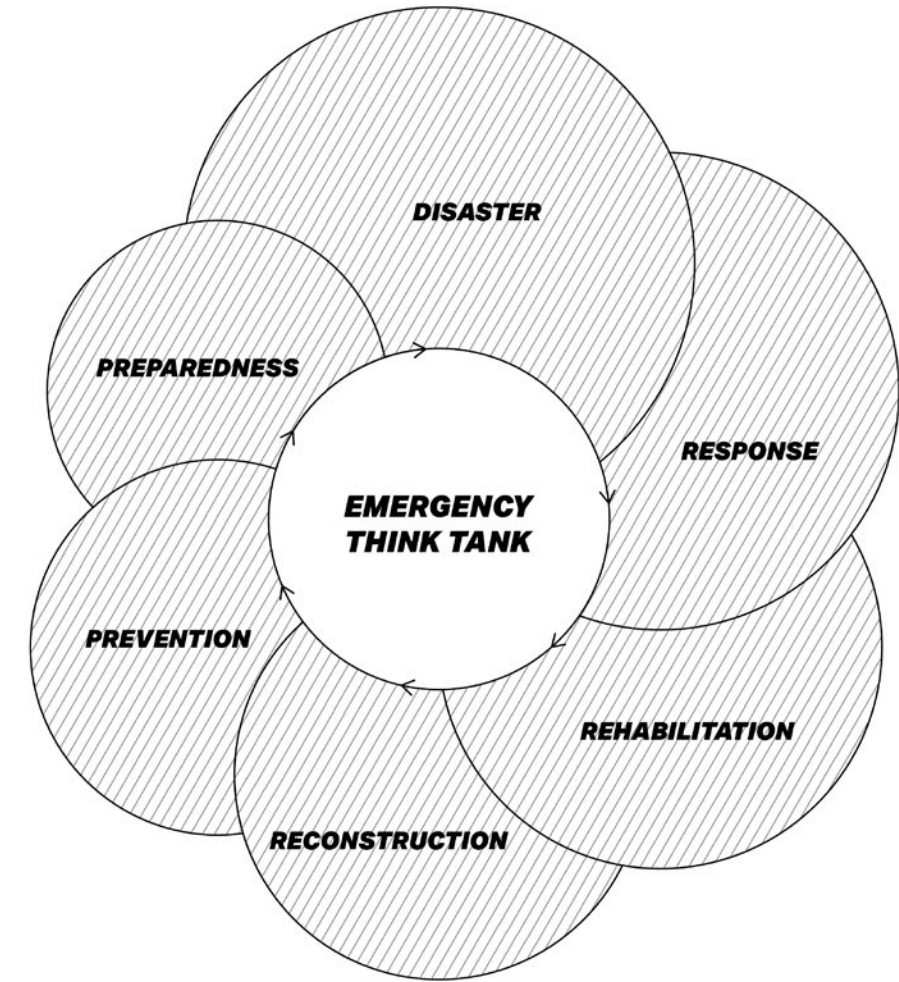 DISASTER
PREPAREDNESS
RESPONSE
EMERGENCY
THINK TANK
PREVENTION
REHABILITATION
RECONSTRUCTION